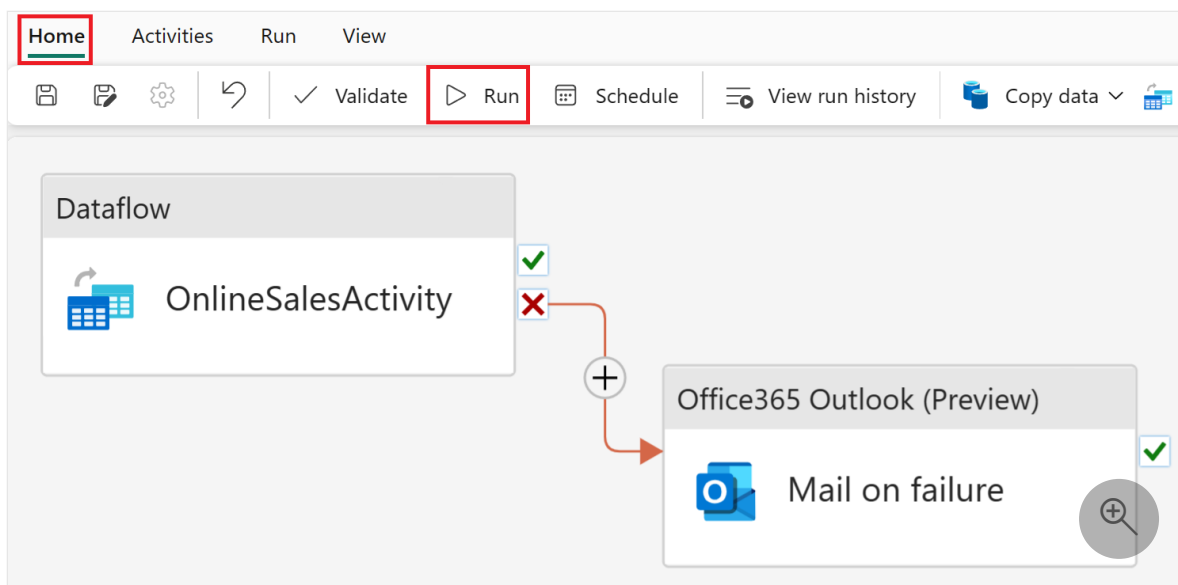 Home Activities Run View
Validate Run Schedule View run history Copy data
Dataflow
OnlineSalesActivity
Office365 Outlook (Preview)
O Mail on failure